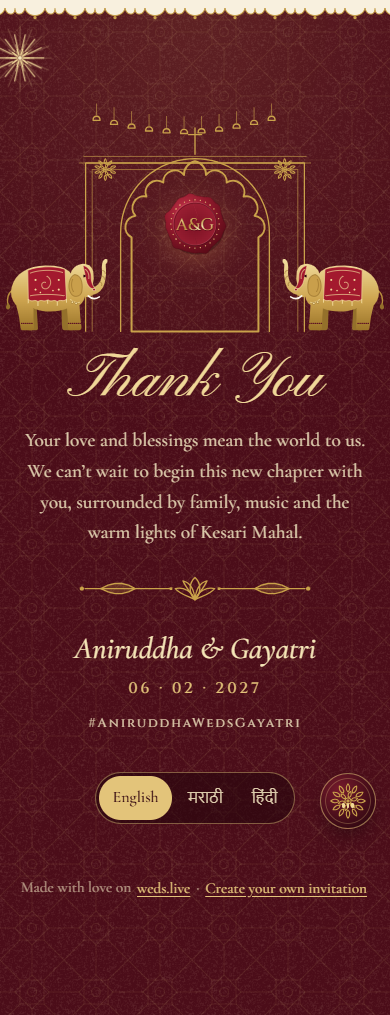 A&G
Thank You
Your love and blessings mean the world to us.
We can’t wait to begin this new chapter with
you, surrounded by family, music and the
warm lights of Kesari Mahal.
Aniruddha & Gayatri
06 · 02 · 2027
#AniruddhaWedsGayatri
English मराठी हिंदी
Made with love on weds.live · Create your own invitation